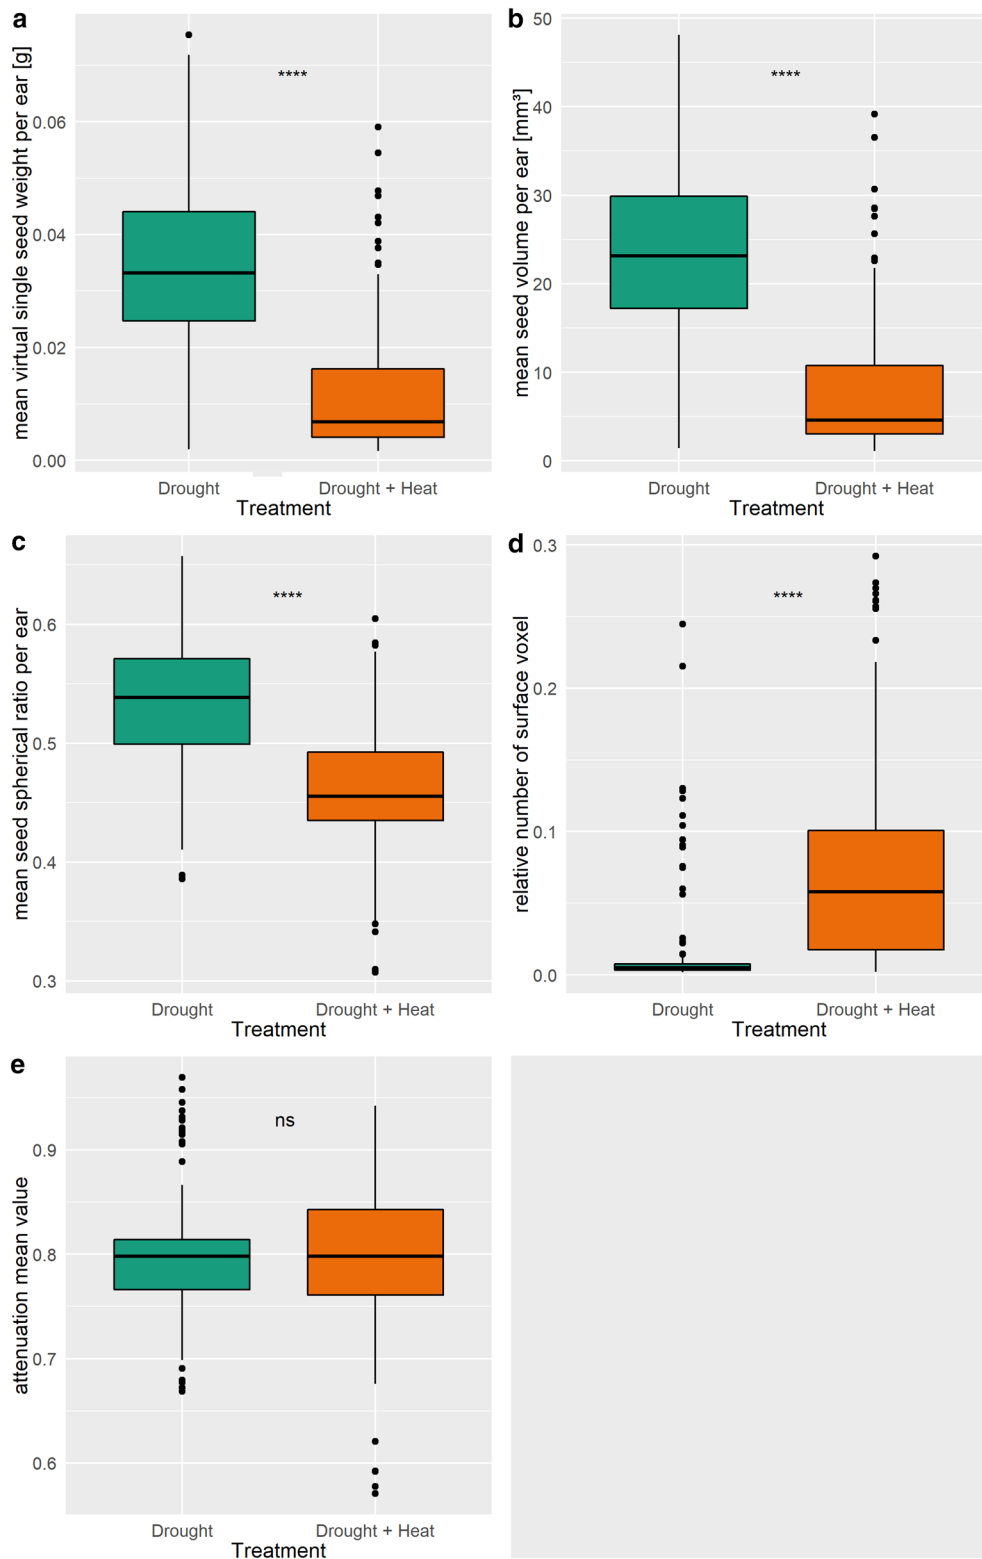 a
mean virtual single seed weight per ear [g]
0.06
0.04
0.02
0.00
****
Drought
Drought + Heat
Treatment
b
mean seed volume per ear [mm³]
50
40
30
20
10
0
****
Drought
Drought + Heat
Treatment
c
mean seed spherical ratio per ear
0.6
0.5
0.4
0.3
****
Drought
Drought + Heat
Treatment
d
relative number of surface voxel
0.3
0.2
0.1
0.0
****
Drought
Drought + Heat
Treatment
e
attenuation mean value
0.9
0.8
0.7
0.6
ns
Drought
Drought + Heat
Treatment